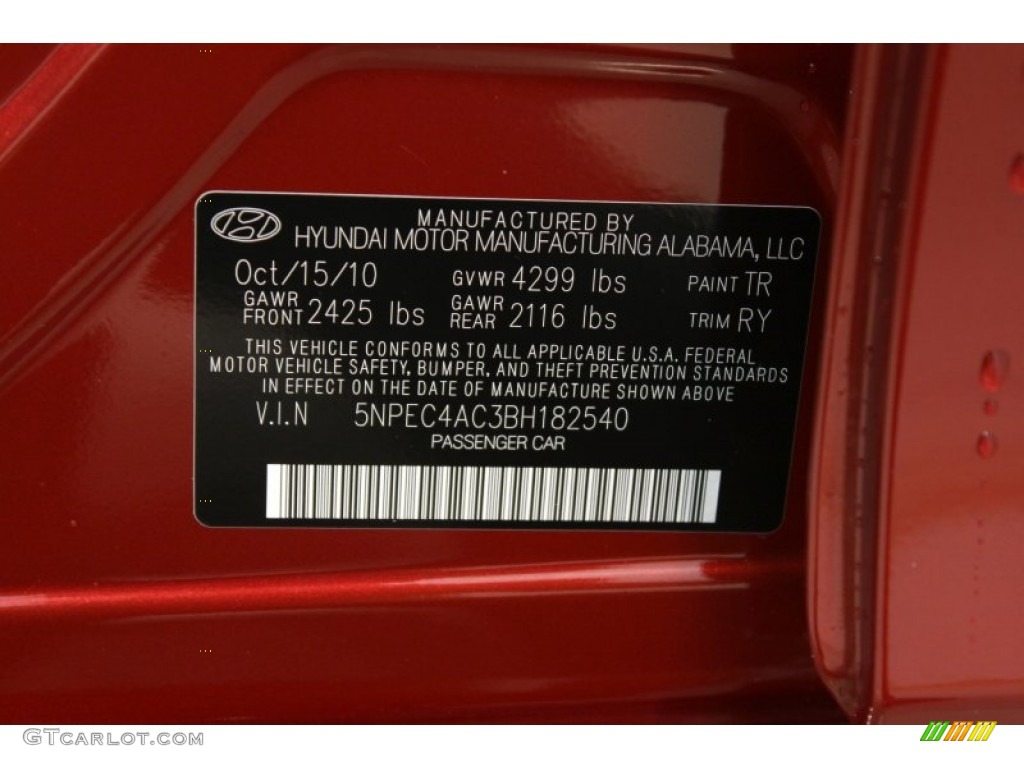 MANUFACTURED BY
HYUNDAI MOTOR MANUFACTURING ALABAMA, LLC
Oct/15/10 GVWR 4299 lbs PAINT TR
GAWR FRONT 2425 lbs GAWR REAR 2116 lbs TRIM RY
THIS VEHICLE CONFORMS TO ALL APPLICABLE U.S.A. FEDERAL
MOTOR VEHICLE SAFETY, BUMPER, AND THEFT PREVENTION STANDARDS
IN EFFECT ON THE DATE OF MANUFACTURE SHOWN ABOVE
V.I.N 5NPEC4AC3BH182540
PASSENGER CAR
GTCARLOT.COM